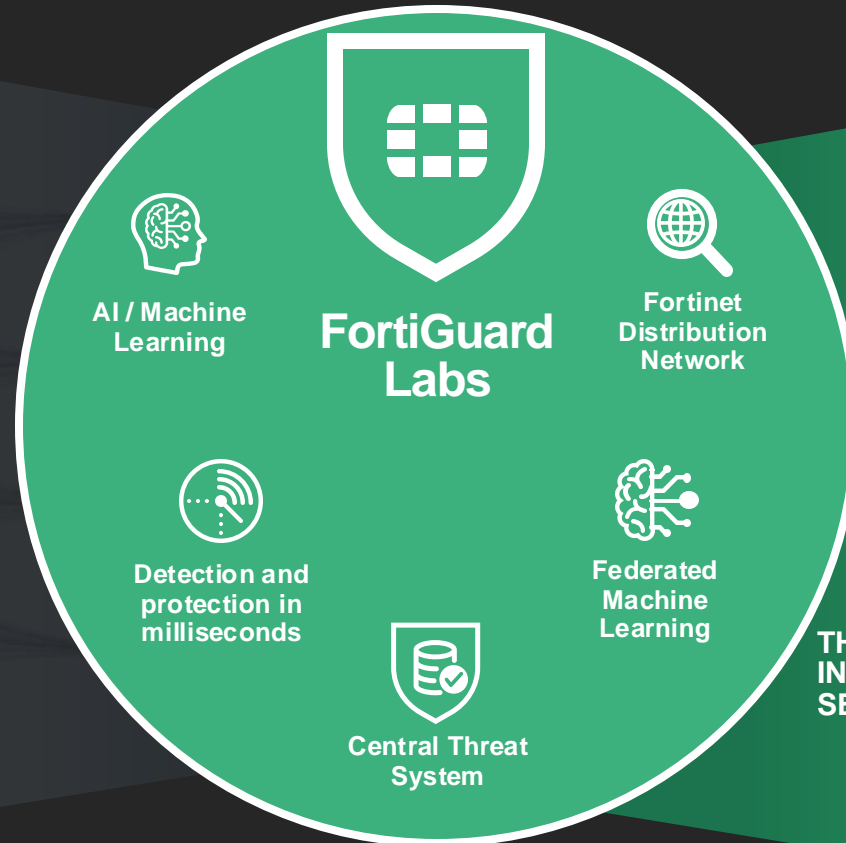 FortiGuard
Labs
AI / Machine
Learning
Fortinet
Distribution
Network
Detection and
protection in
milliseconds
Federated
Machine
Learning
Central Threat
System